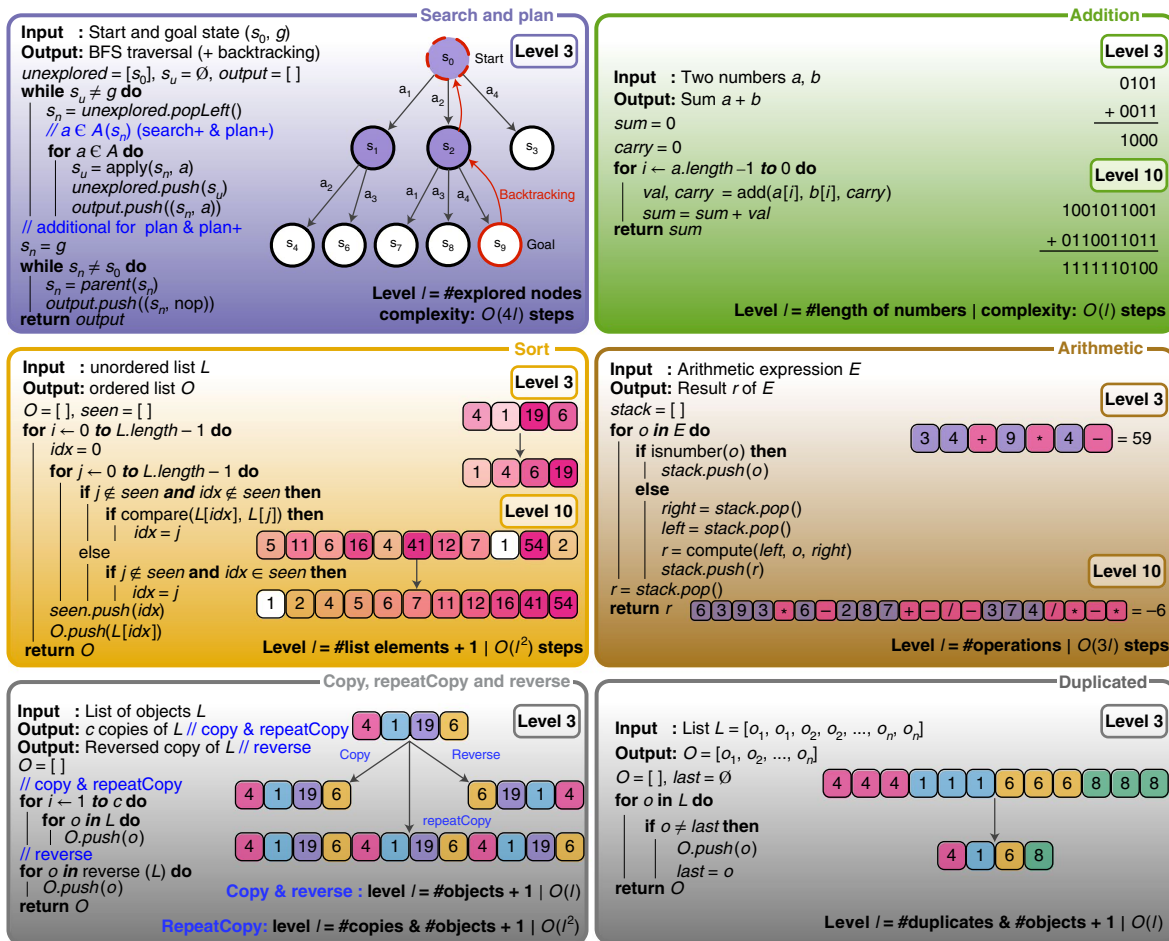 Search and plan
Input : Start and goal state (s0, g)
Output: BFS traversal (+ backtracking)
unexplored = [s0], su = Ø, output = [ ]
while su ≠ g do
sn = unexplored.popLeft()
// a ∈ A(sn) (search+ & plan+)
for a ∈ A do
su = apply(sn, a)
unexplored.push(su)
output.push((sn, a))
// additional for plan & plan+
sn = g
while sn ≠ s0 do
sn = parent(sn)
output.push((sn, nop))
return output
Level 3
s0 Start
a1 a2 a4
s1 s2 s3
a2 a3 a1 a3 a4 Backtracking
s4 s6 s7 s8 s9 Goal
Level l = #explored nodes
complexity: O(4l) steps
Addition
Input : Two numbers a, b
Output: Sum a + b
sum = 0
carry = 0
for i ← a.length –1 to 0 do
val, carry = add(a[i], b[i], carry)
sum = sum + val
return sum
Level 3
0101
+ 0011
1000
Level 10
1001011001
+ 0110011011
1111110100
Level l = #length of numbers | complexity: O(l) steps
Sort
Input : unordered list L
Output: ordered list O
O = [ ], seen = [ ]
for i ← 0 to L.length – 1 do
idx = 0
for j ← 0 to L.length – 1 do
if j ∉ seen and idx ∉ seen then
if compare(L[idx], L[j]) then
idx = j
else
if j ∉ seen and idx ∈ seen then
idx = j
seen.push(idx)
O.push(L[idx])
return O
Level 3
4 1 19 6
1 4 6 19
Level 10
5 11 6 16 4 41 12 7 1 54 2
1 2 4 5 6 7 11 12 16 41 54
Level l = #list elements + 1 | O(l2) steps
Arithmetic
Input : Arithmetic expression E
Output: Result r of E
stack = [ ]
for o in E do
if isnumber(o) then
stack.push(o)
else
right = stack.pop()
left = stack.pop()
r = compute(left, o, right)
stack.push(r)
r = stack.pop()
return r
Level 3
3 4 + 9 * 4 – = 59
Level 10
6 3 9 3 * 6 – 2 8 7 + – / – 3 7 4 / * – * = –6
Level l = #operations | O(3l) steps
Copy, repeatCopy and reverse
Input : List of objects L
Output: c copies of L // copy & repeatCopy
Output: Reversed copy of L // reverse
O = [ ]
// copy & repeatCopy
for i ← 1 to c do
for o in L do
O.push(o)
// reverse
for o in reverse (L) do
O.push(o)
return O
Level 3
4 1 19 6
Copy Reverse
4 1 19 6 6 19 1 4
repeatCopy
4 1 19 6 4 1 19 6 4 1 19 6
Copy & reverse : level l = #objects + 1 | O(l)
RepeatCopy: level l = #copies & #objects + 1 | O(l2)
Duplicated
Input : List L = [o1, o1, o2, o2, ..., on, on]
Output: O = [o1, o2, ..., on]
O = [ ], last = Ø
for o in L do
if o ≠ last then
O.push(o)
last = o
return O
Level 3
4 4 4 1 1 1 6 6 6 8 8 8
4 1 6 8
Level l = #duplicates & #objects + 1 | O(l)